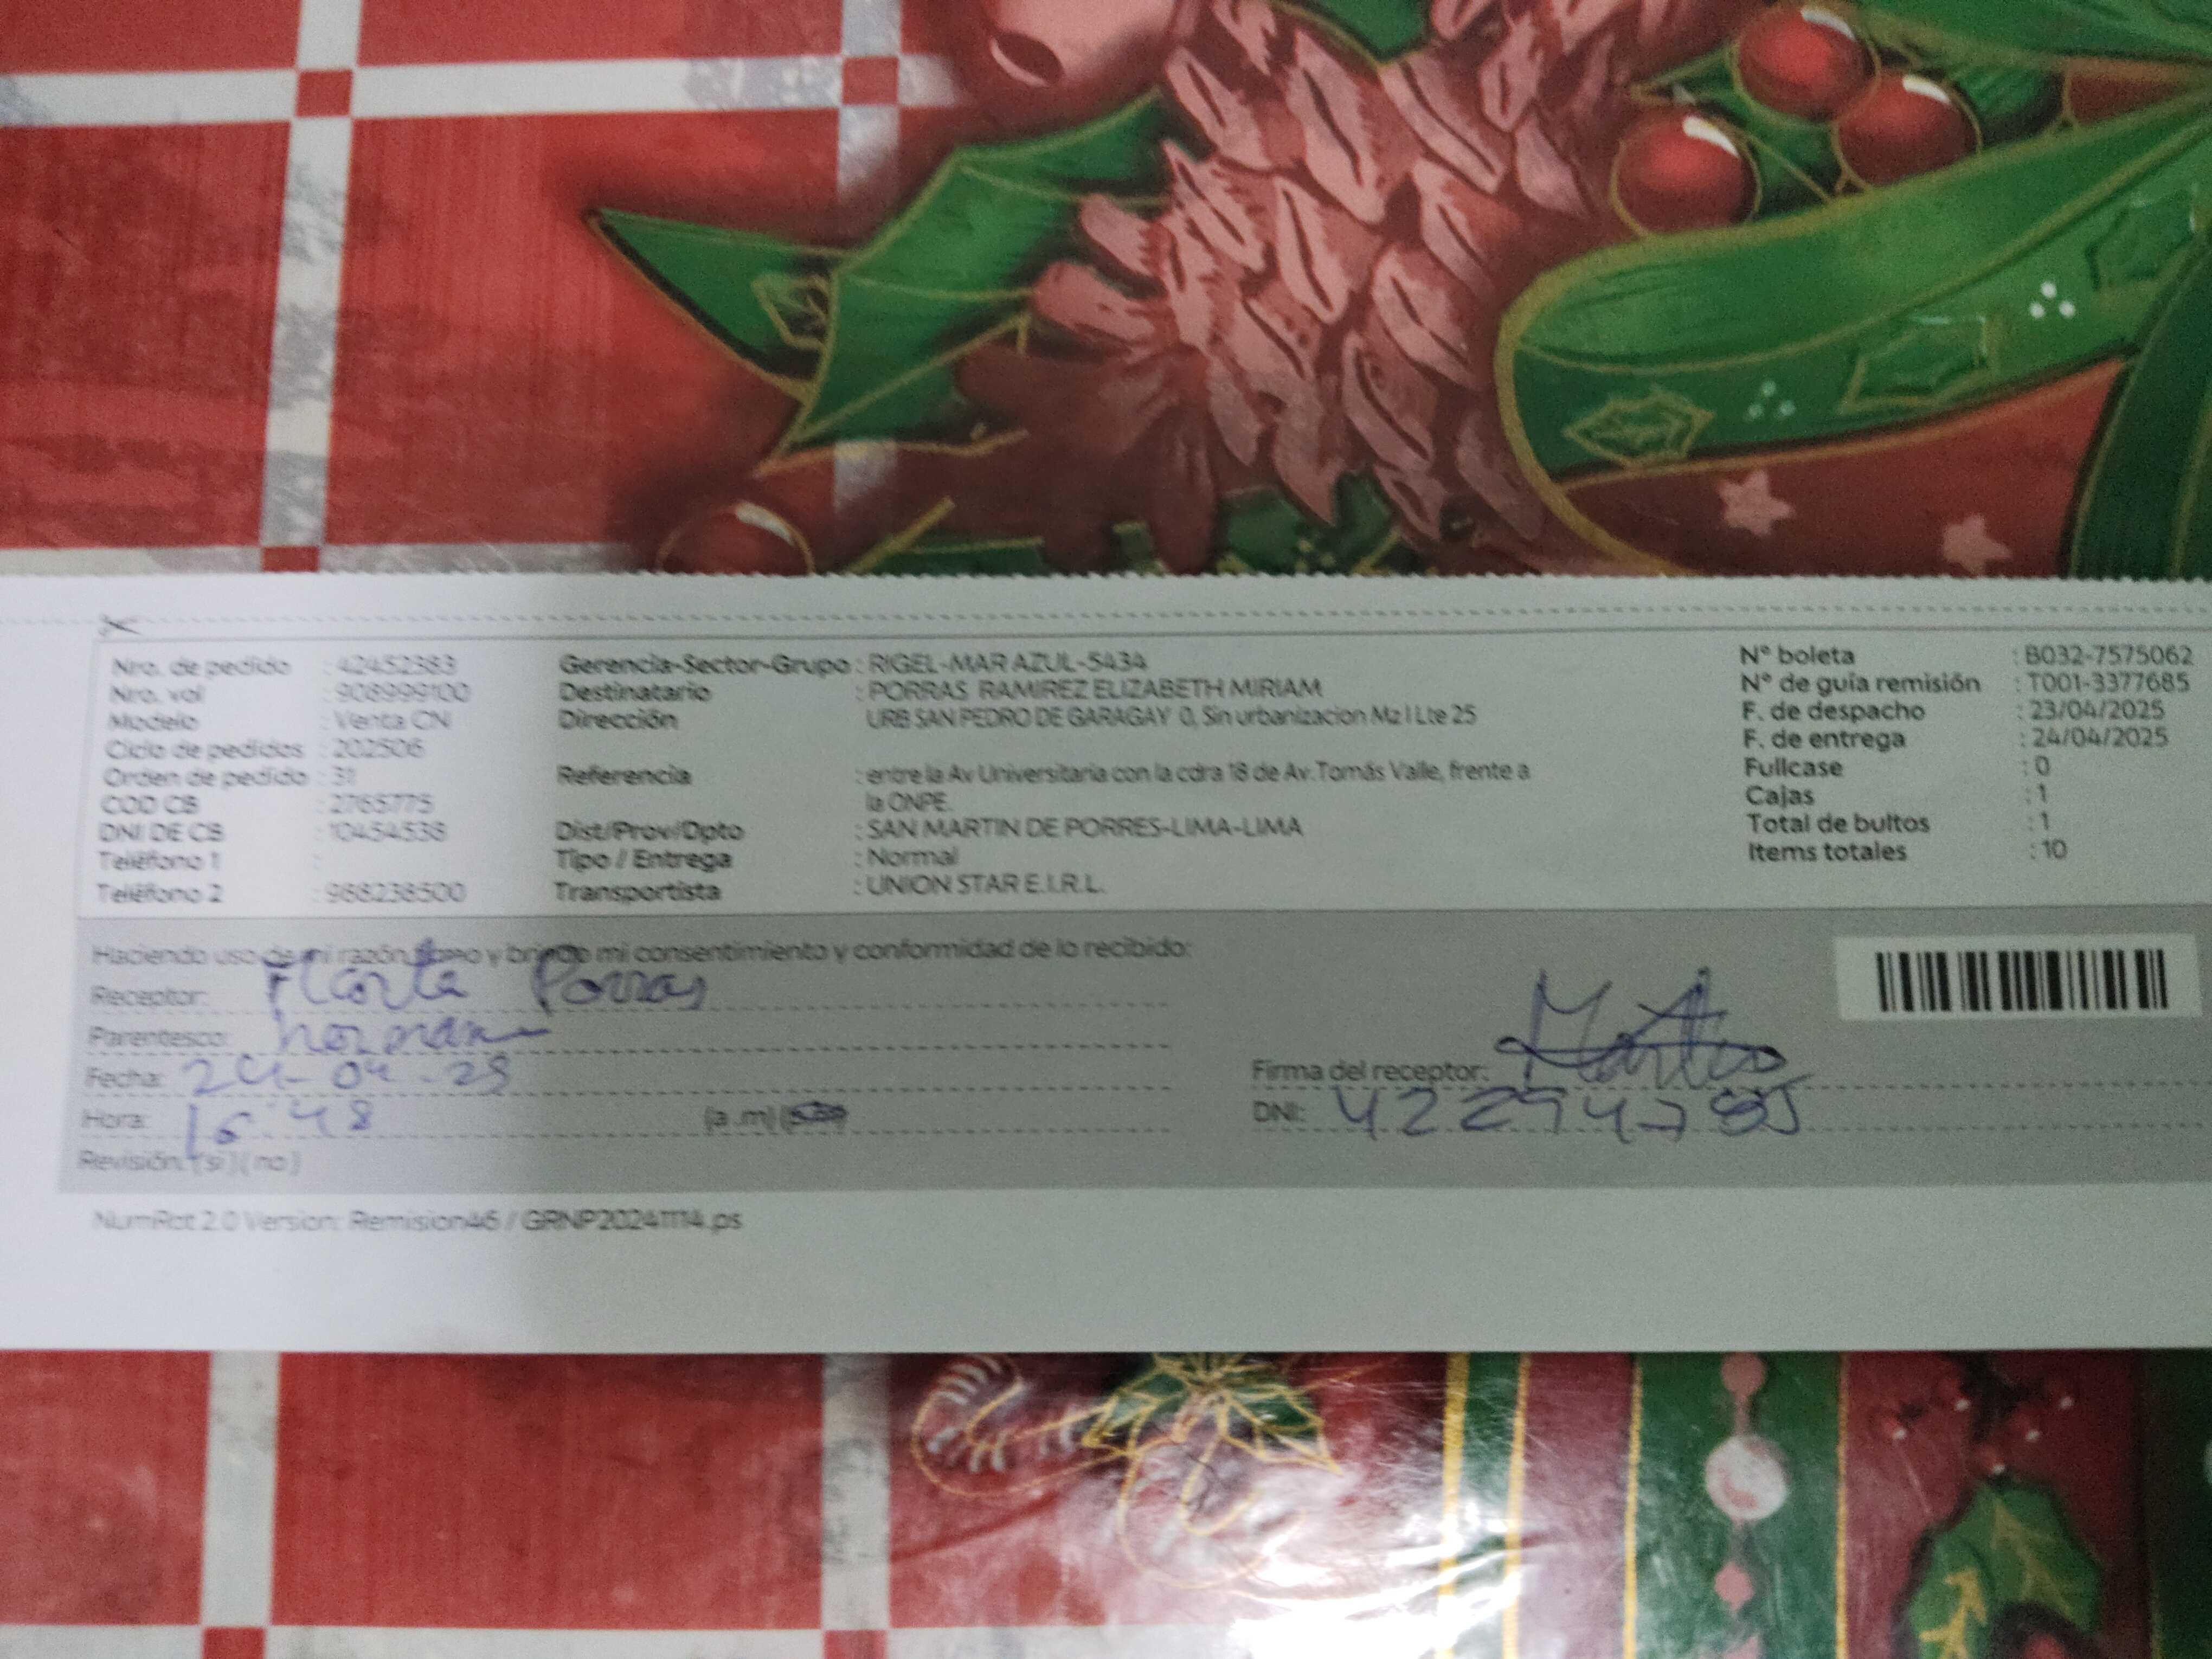 Nro. de pedido : 42452383
Nro. vol : 908999100
Modelo : Venta CN
Ciclo de pedidos : 202506
Orden de pedido : 31
COD CB : 2765775
DNI DE CB : 10454538
Teléfono 1 :
Teléfono 2 : 988238500
Gerencia-Sector-Grupo : RIGEL-MAR AZUL-5434
Destinatario : PORRAS RAMIREZ ELIZABETH MIRIAM
Dirección URB SAN PEDRO DE GARAGAY 0, Sin urbanizacion Mz I Lte 25
Referencia : entre la Av Universitaria con la cdra 18 de Av. Tomás Valle, frente a
la ONPE.
Dist/Prov/Dpto : SAN MARTIN DE PORRES-LIMA-LIMA
Tipo / Entrega : Normal
Transportista : UNION STAR E.I.R.L.
N° boleta : B032-7575062
N° de guía remisión : T001-3377685
F. de despacho : 23/04/2025
F. de entrega : 24/04/2025
Fullcase : 0
Cajas : 1
Total de bultos : 1
Items totales : 10
Haciendo uso de mi razón, firmo y brindo mi consentimiento y conformidad de lo recibido:
Receptor: Porras
Parentesco: hermana
Fecha: 24-04-25
Hora: 16:48 (a.m)
Revisión: (si) (no)
Firma del receptor:
DNI:
NumRot 2.0 Version: Remision46 / GRNP20241114.ps